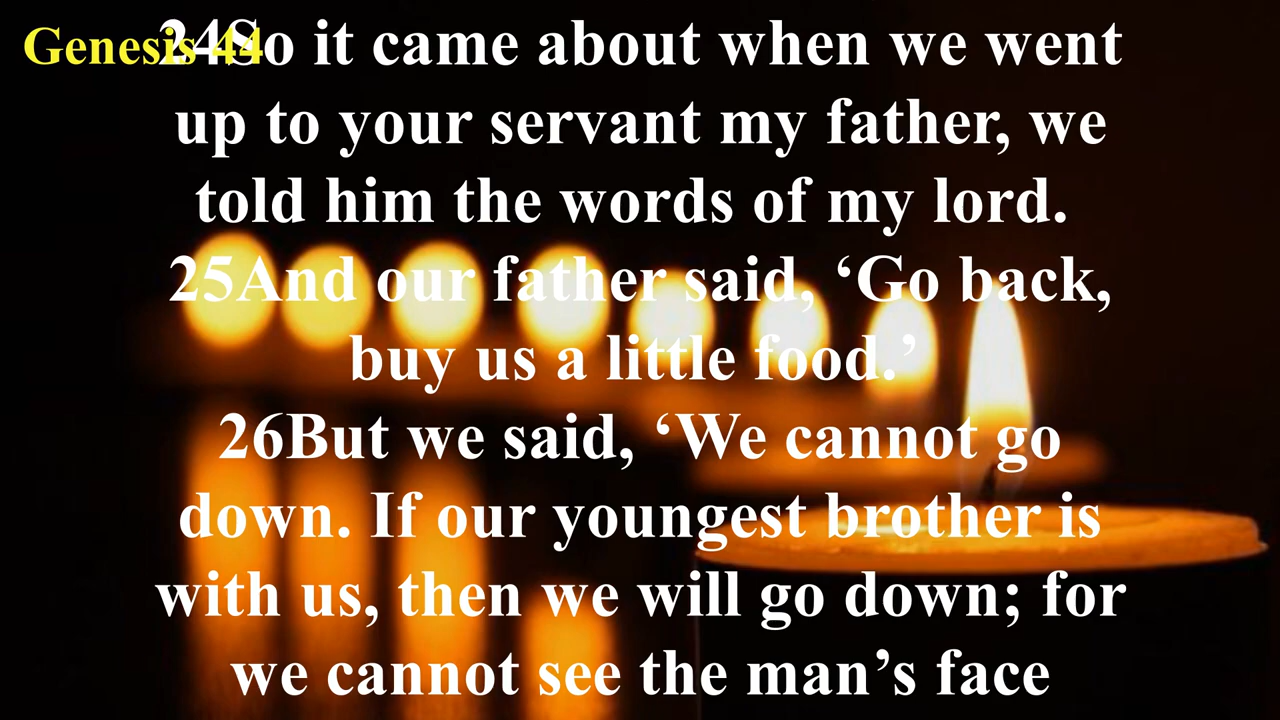 Genesis 44
24So it came about when we went
up to your servant my father, we
told him the words of my lord.
25And our father said, ‘Go back,
buy us a little food.’
26But we said, ‘We cannot go
down. If our youngest brother is
with us, then we will go down; for
we cannot see the man’s face